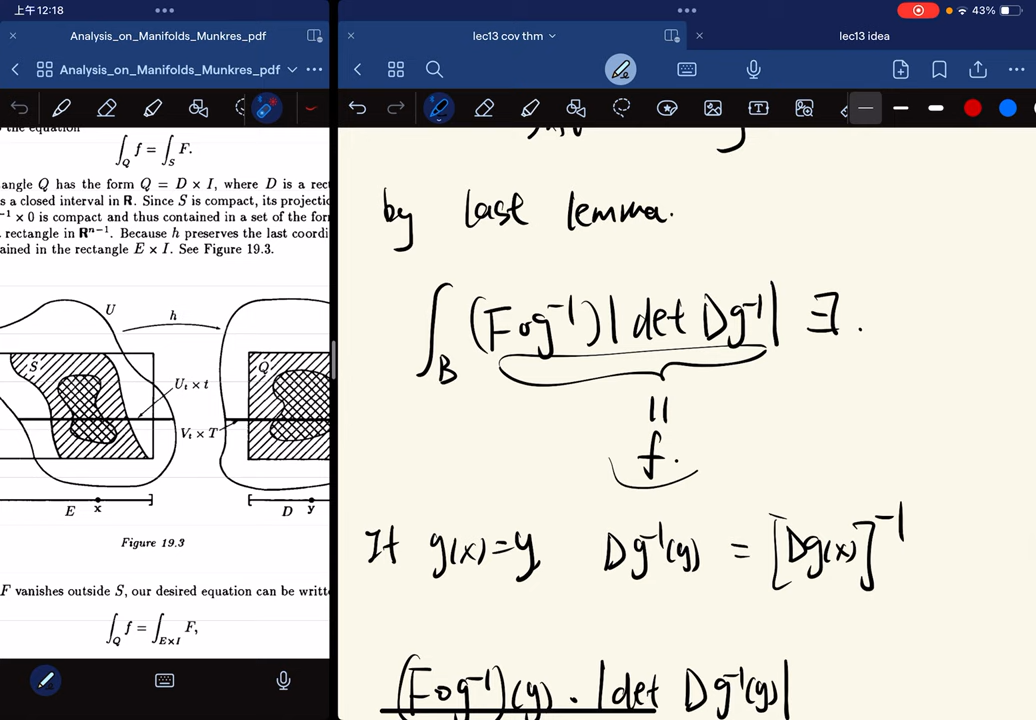 上午12:18
43%
Analysis_on_Manifolds_Munkres_pdf
lec13 cov thm
lec13 idea
Analysis_on_Manifolds_Munkres_pdf
the equation
∫_Q f = ∫_S F.
angle Q has the form Q = D × I, where D is a rec
s a closed interval in R. Since S is compact, its projectio
⁻¹ × 0 is compact and thus contained in a set of the for
rectangle in Rⁿ⁻¹. Because h preserves the last coordi
ained in the rectangle E × I. See Figure 19.3.
U
h
S
Q
U_t × t
V_t × T
E
x
D
y
Figure 19.3
F vanishes outside S, our desired equation can be writt
∫_Q f = ∫_{E×I} F,
by last lemma.
∫_B (F∘g⁻¹)|det Dg⁻¹| ∃.
||
f.
If g(x)=y Dg⁻¹(y) = [Dg(x)]⁻¹
(F∘g⁻¹)(y) · |det Dg⁻¹(y)|